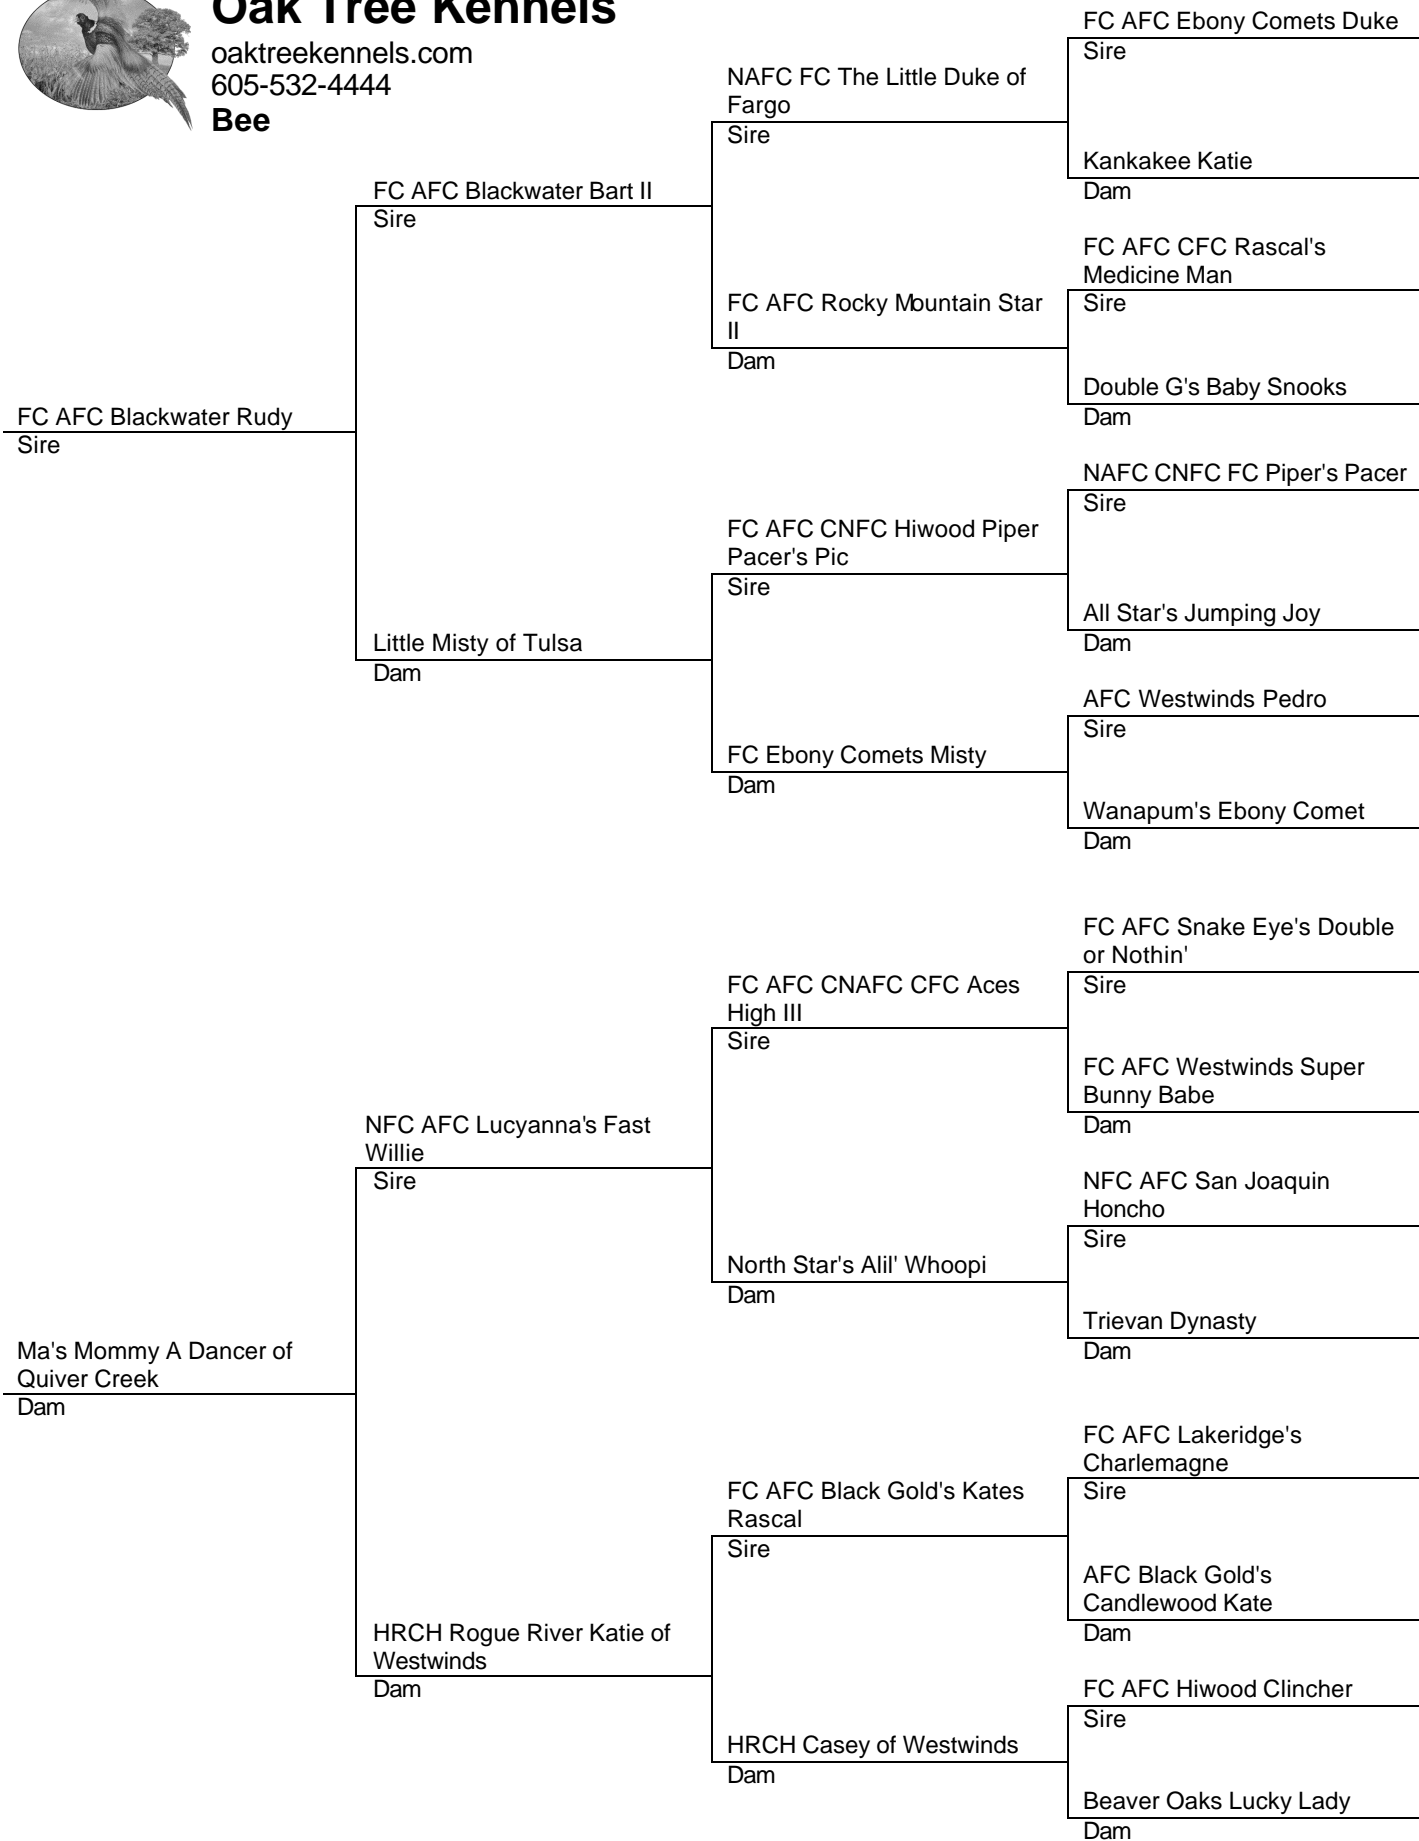 Oak Tree Kennels
oaktreekennels.com
605-532-4444
Bee
FC AFC Blackwater Rudy
Sire
FC AFC Blackwater Bart II
Sire
NAFC FC The Little Duke of
Fargo
Sire
FC AFC Ebony Comets Duke
Sire
Kankakee Katie
Dam
FC AFC Rocky Mountain Star
II
Dam
FC AFC CFC Rascal's
Medicine Man
Sire
Double G's Baby Snooks
Dam
Little Misty of Tulsa
Dam
FC AFC CNFC Hiwood Piper
Pacer's Pic
Sire
NAFC CNFC FC Piper's Pacer
Sire
All Star's Jumping Joy
Dam
FC Ebony Comets Misty
Dam
AFC Westwinds Pedro
Sire
Wanapum's Ebony Comet
Dam
Ma's Mommy A Dancer of
Quiver Creek
Dam
NFC AFC Lucyanna's Fast
Willie
Sire
FC AFC CNAFC CFC Aces
High III
Sire
FC AFC Snake Eye's Double
or Nothin'
Sire
FC AFC Westwinds Super
Bunny Babe
Dam
North Star's Alil' Whoopi
Dam
NFC AFC San Joaquin
Honcho
Sire
Trievan Dynasty
Dam
HRCH Rogue River Katie of
Westwinds
Dam
FC AFC Black Gold's Kates
Rascal
Sire
FC AFC Lakeridge's
Charlemagne
Sire
AFC Black Gold's
Candlewood Kate
Dam
HRCH Casey of Westwinds
Dam
FC AFC Hiwood Clincher
Sire
Beaver Oaks Lucky Lady
Dam